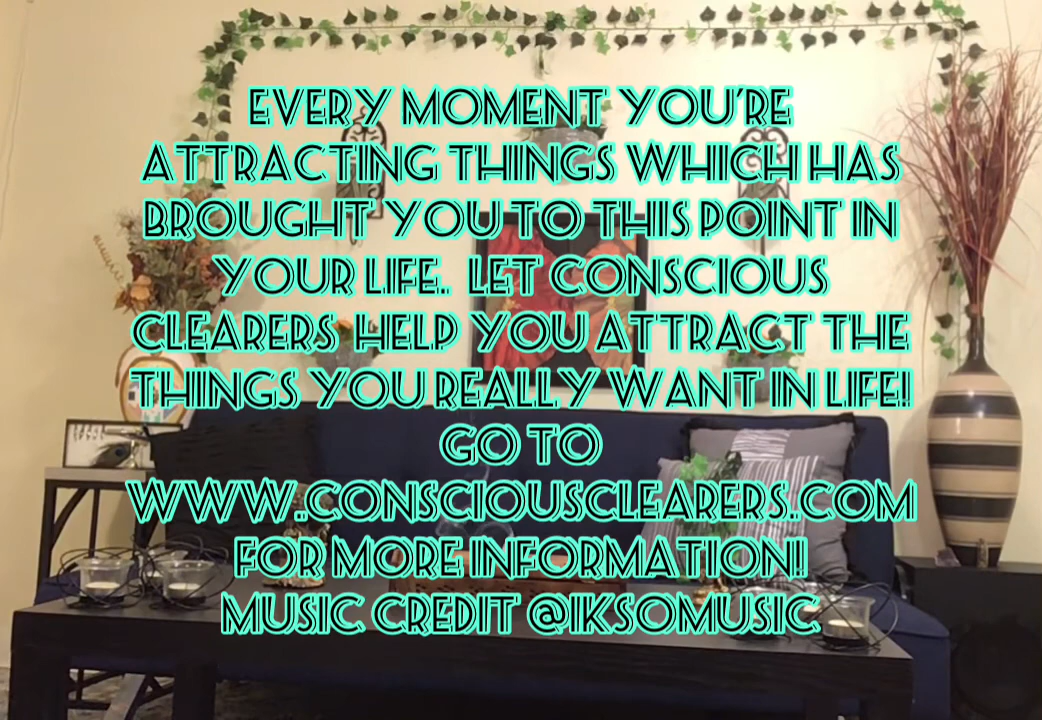 EVERY MOMENT YOU'RE
ATTRACTING THINGS WHICH HAS
BROUGHT YOU TO THIS POINT IN
YOUR LIFE. LET CONSCIOUS
CLEARERS HELP YOU ATTRACT THE
THINGS YOU REALLY WANT IN LIFE!
GO TO
WWW.CONSCIOUSCLEARERS.COM
FOR MORE INFORMATION!
MUSIC CREDIT @IKSOMUSIC